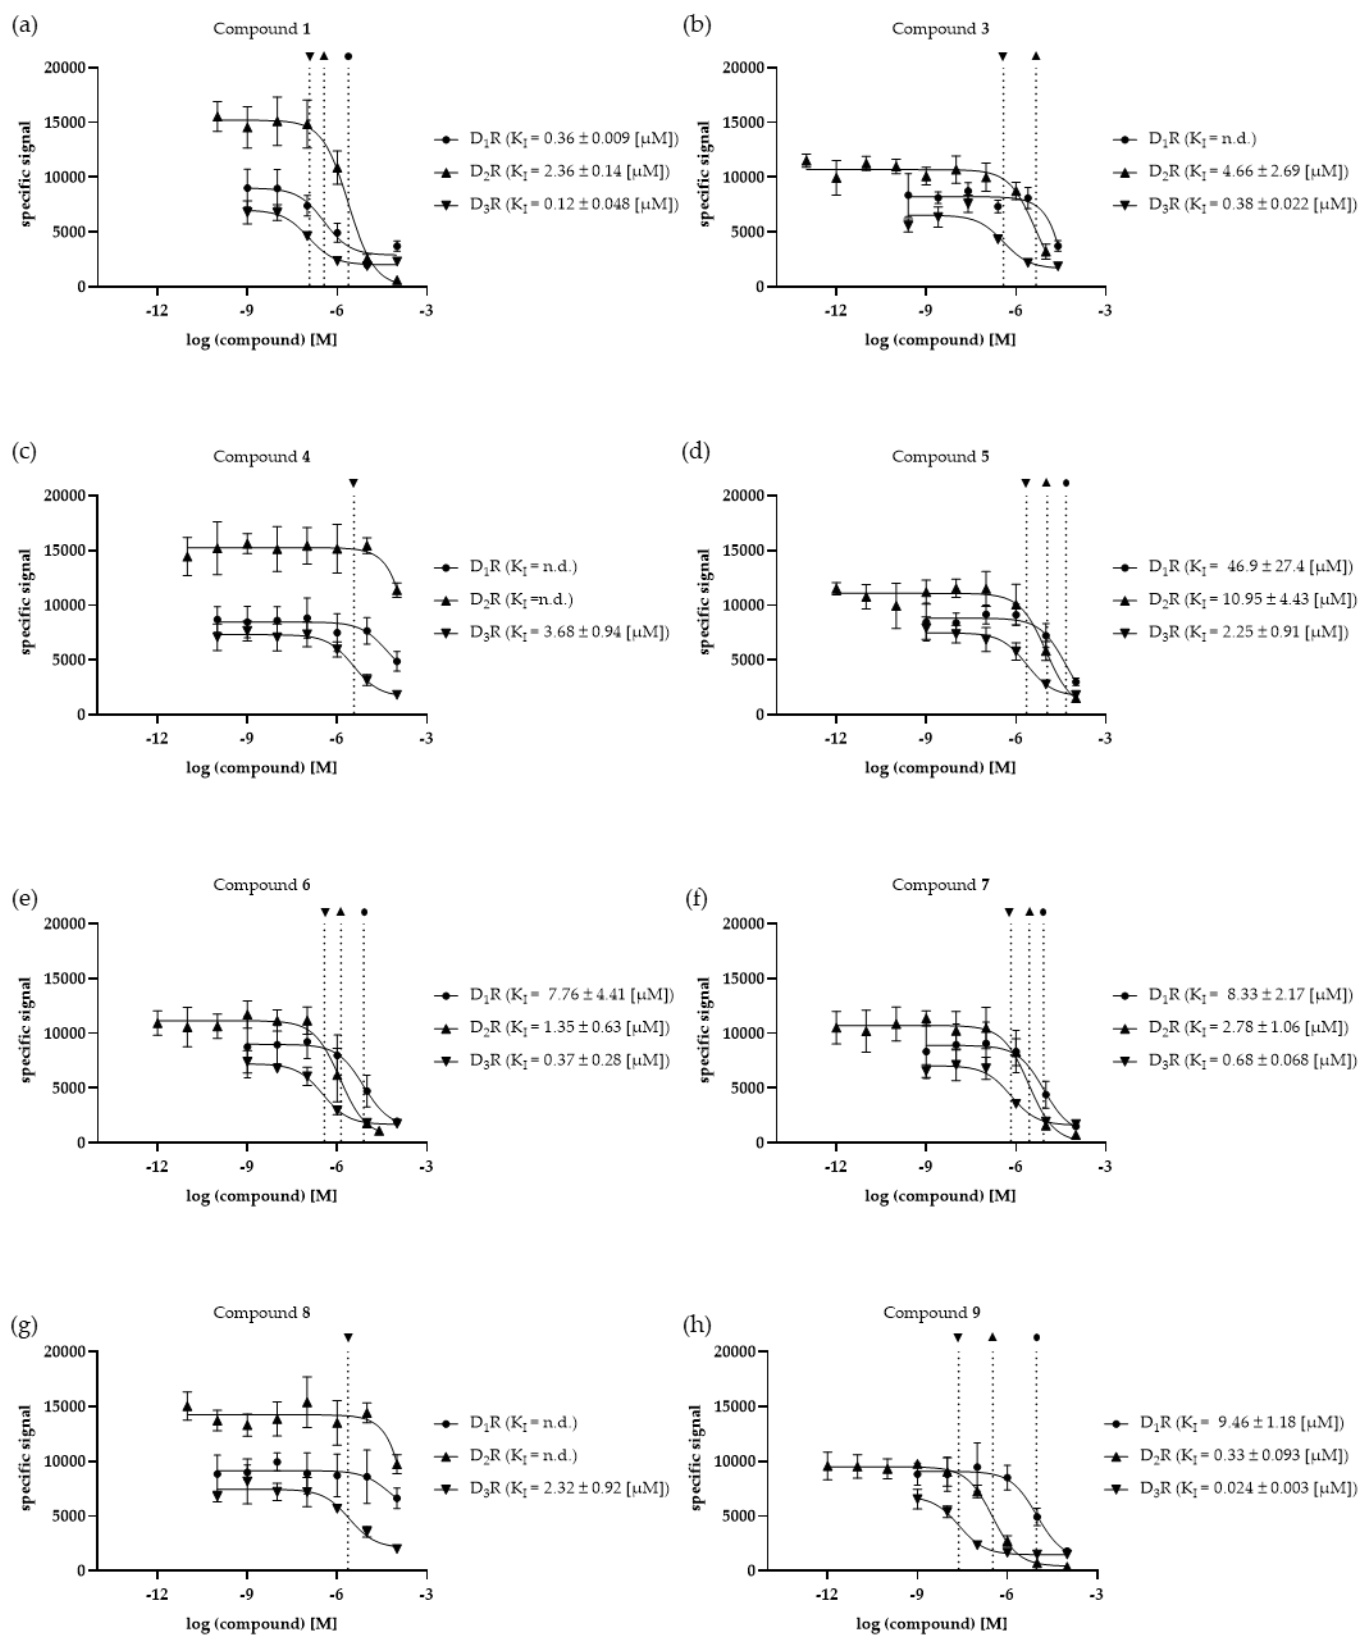 (a)
Compound 1
20000
15000
10000
5000
0
specific signal
-12 -9 -6 -3
log (compound) [M]
D1R (KI = 0.36 ± 0.009 [µM])
D2R (KI = 2.36 ± 0.14 [µM])
D3R (KI = 0.12 ± 0.048 [µM])
(b)
Compound 3
20000
15000
10000
5000
0
specific signal
-12 -9 -6 -3
log (compound) [M]
D1R (KI = n.d.)
D2R (KI = 4.66 ± 2.69 [µM])
D3R (KI = 0.38 ± 0.022 [µM])
(c)
Compound 4
20000
15000
10000
5000
0
specific signal
-12 -9 -6 -3
log (compound) [M]
D1R (KI = n.d.)
D2R (KI =n.d.)
D3R (KI = 3.68 ± 0.94 [µM])
(d)
Compound 5
20000
15000
10000
5000
0
specific signal
-12 -9 -6 -3
log (compound) [M]
D1R (KI = 46.9 ± 27.4 [µM])
D2R (KI = 10.95 ± 4.43 [µM])
D3R (KI = 2.25 ± 0.91 [µM])
(e)
Compound 6
20000
15000
10000
5000
0
specific signal
-12 -9 -6 -3
log (compound) [M]
D1R (KI = 7.76 ± 4.41 [µM])
D2R (KI = 1.35 ± 0.63 [µM])
D3R (KI = 0.37 ± 0.28 [µM])
(f)
Compound 7
20000
15000
10000
5000
0
specific signal
-12 -9 -6 -3
log (compound) [M]
D1R (KI = 8.33 ± 2.17 [µM])
D2R (KI = 2.78 ± 1.06 [µM])
D3R (KI = 0.68 ± 0.068 [µM])
(g)
Compound 8
20000
15000
10000
5000
0
specific signal
-12 -9 -6 -3
log (compound) [M]
D1R (KI = n.d.)
D2R (KI = n.d.)
D3R (KI = 2.32 ± 0.92 [µM])
(h)
Compound 9
20000
15000
10000
5000
0
specific signal
-12 -9 -6 -3
log (compound) [M]
D1R (KI = 9.46 ± 1.18 [µM])
D2R (KI = 0.33 ± 0.093 [µM])
D3R (KI = 0.024 ± 0.003 [µM])